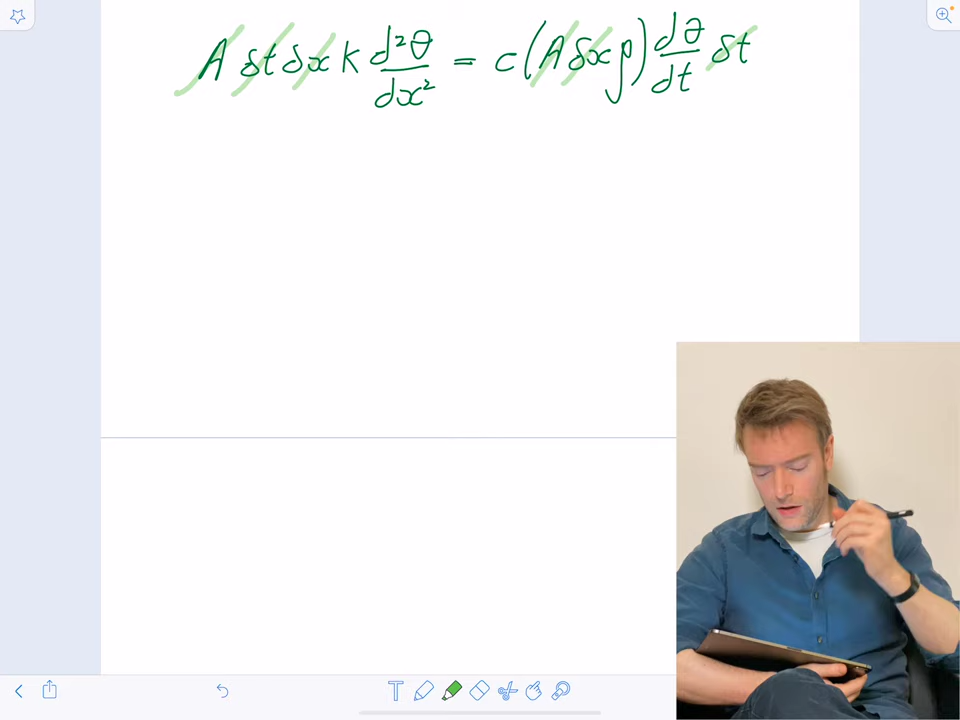 A δt δx k d²θ/dx² = c(A δx ρ) dθ/dt δt
T